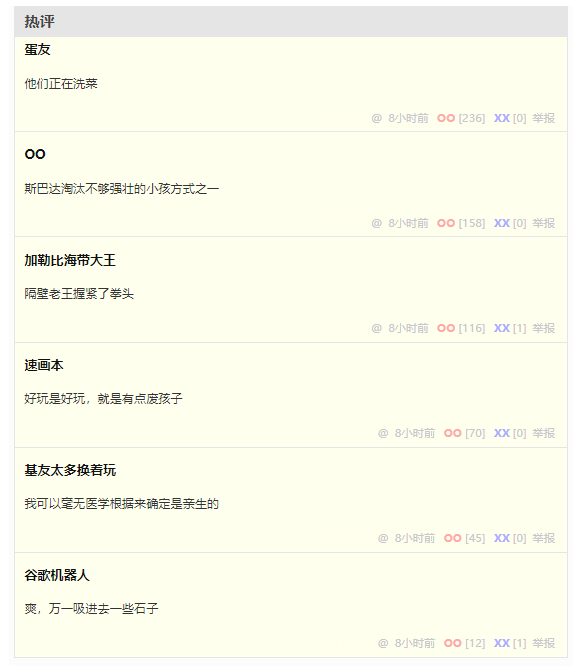 热评
蛋友
他们正在洗菜
@ 8小时前 OO [236] XX [0] 举报
OO
斯巴达淘汰不够强壮的小孩方式之一
@ 8小时前 OO [158] XX [0] 举报
加勒比海带大王
隔壁老王握紧了拳头
@ 8小时前 OO [116] XX [1] 举报
速画本
好玩是好玩，就是有点废孩子
@ 8小时前 OO [70] XX [0] 举报
基友太多换着玩
我可以毫无医学根据来确定是亲生的
@ 8小时前 OO [45] XX [0] 举报
谷歌机器人
爽，万一吸进去一些石子
@ 8小时前 OO [12] XX [1] 举报